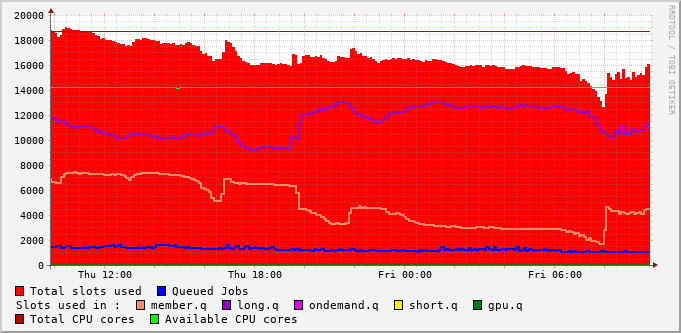 20000
18000
16000
14000
12000
10000
8000
6000
4000
2000
0
Thu 12:00 Thu 18:00 Fri 00:00 Fri 06:00
RRDTOOL / TOBI OETIKER
Total slots used Queued Jobs
Slots used in : member.q long.q ondemand.q short.q gpu.q
Total CPU cores Available CPU cores